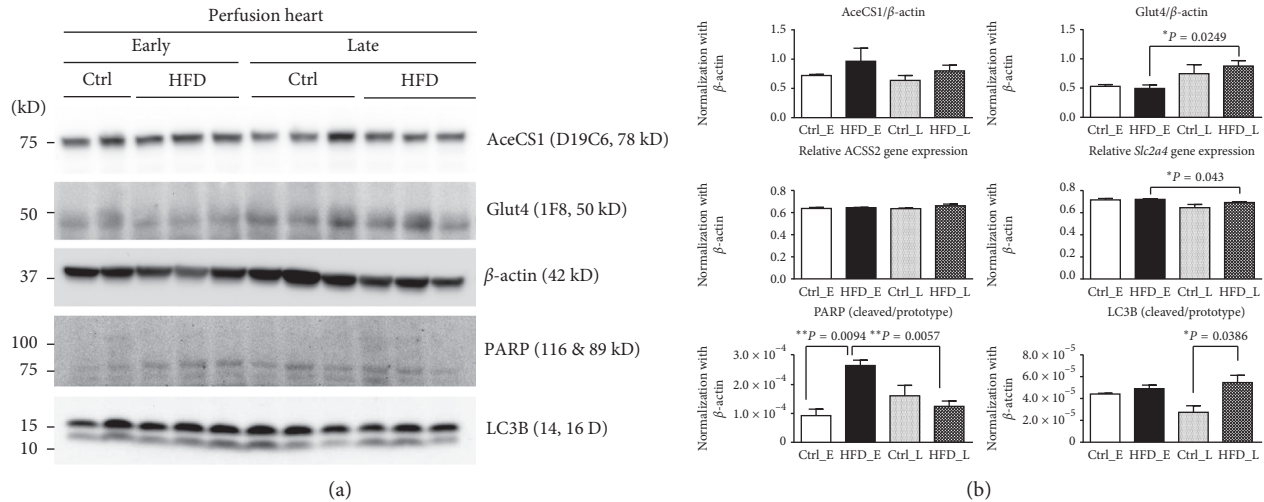 Perfusion heart
Early Late
Ctrl HFD Ctrl HFD
(kD)
75 AceCS1 (D19C6, 78 kD)
50 Glut4 (1F8, 50 kD)
37 β-actin (42 kD)
100
75
PARP (116 & 89 kD)
15
10
LC3B (14, 16 D)
(a)
AceCS1/β-actin
Normalization with
β-actin
1.5
1.0
0.5
0.0
Ctrl_E HFD_E Ctrl_L HFD_L
Glut4/β-actin
*P = 0.0249
Normalization with
β-actin
1.5
1.0
0.5
0.0
Ctrl_E HFD_E Ctrl_L HFD_L
Relative ACSS2 gene expression
Normalization with
β-actin
0.8
0.6
0.4
0.2
0.0
Ctrl_E HFD_E Ctrl_L HFD_L
Relative Slc2a4 gene expression
*P = 0.043
Normalization with
β-actin
0.8
0.6
0.4
0.2
0.0
Ctrl_E HFD_E Ctrl_L HFD_L
PARP (cleaved/prototype)
**P = 0.0094 **P = 0.0057
Normalization with
β-actin
3.0 × 10⁻⁴
2.0 × 10⁻⁴
1.0 × 10⁻⁴
0
Ctrl_E HFD_E Ctrl_L HFD_L
LC3B (cleaved/prototype)
*P = 0.0386
Normalization with
β-atctin
8.0 × 10⁻⁵
6.0 × 10⁻⁵
4.0 × 10⁻⁵
2.0×10⁻⁵
0
Ctrl_E HFD_E Ctrl_L HFD_L
(b)